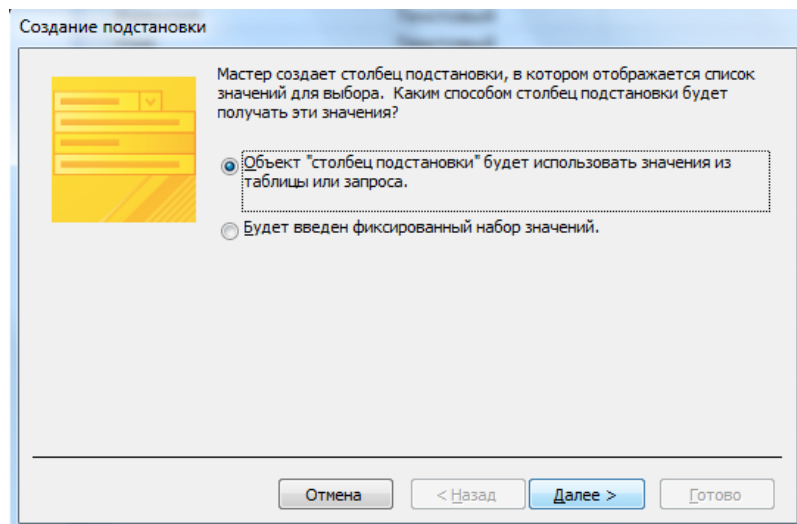 Создание подстановки
Мастер создает столбец подстановки, в котором отображается список
значений для выбора. Каким способом столбец подстановки будет
получать эти значения?
Объект "столбец подстановки" будет использовать значения из
таблицы или запроса.
Будет введен фиксированный набор значений.
Отмена
< Назад
Далее >
Готово